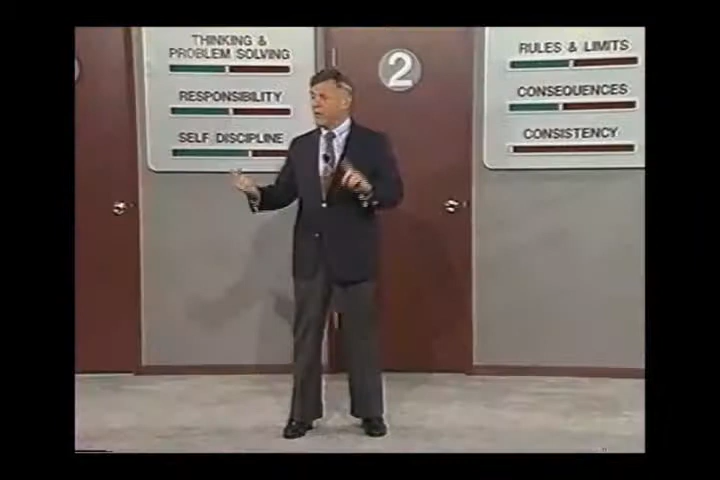 THINKING &
PROBLEM SOLVING
RESPONSIBILITY
SELF DISCIPLINE
2
RULES & LIMITS
CONSEQUENCES
CONSISTENCY